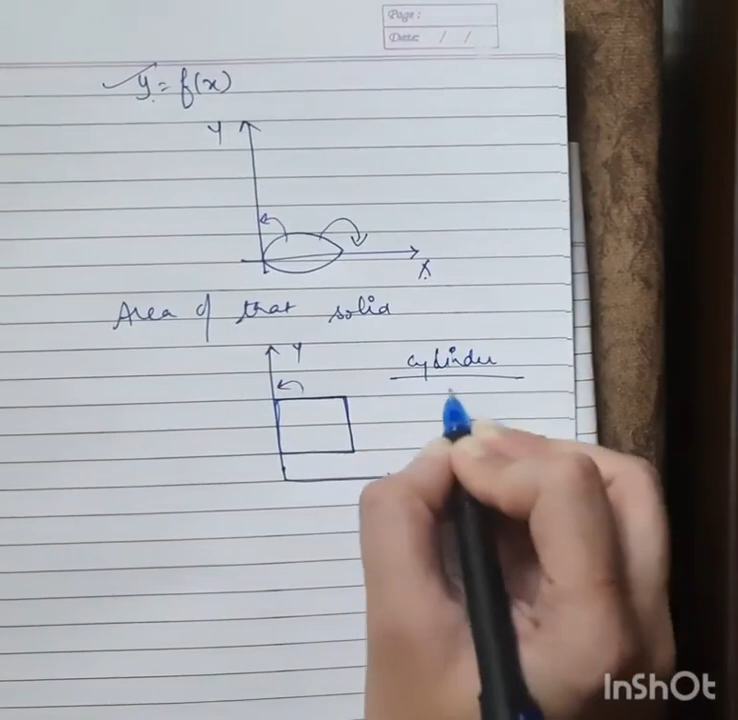 Page:
Date: / /
y = f(x)
Y
X
Area of that solid
Y
cylinder
InShOt